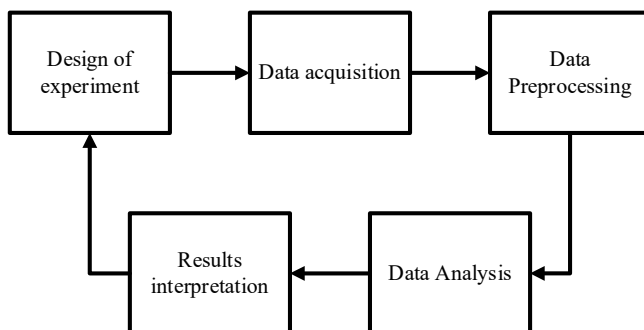 Design of
experiment
Data acquisition
Data
Preprocessing
Results
interpretation
Data Analysis